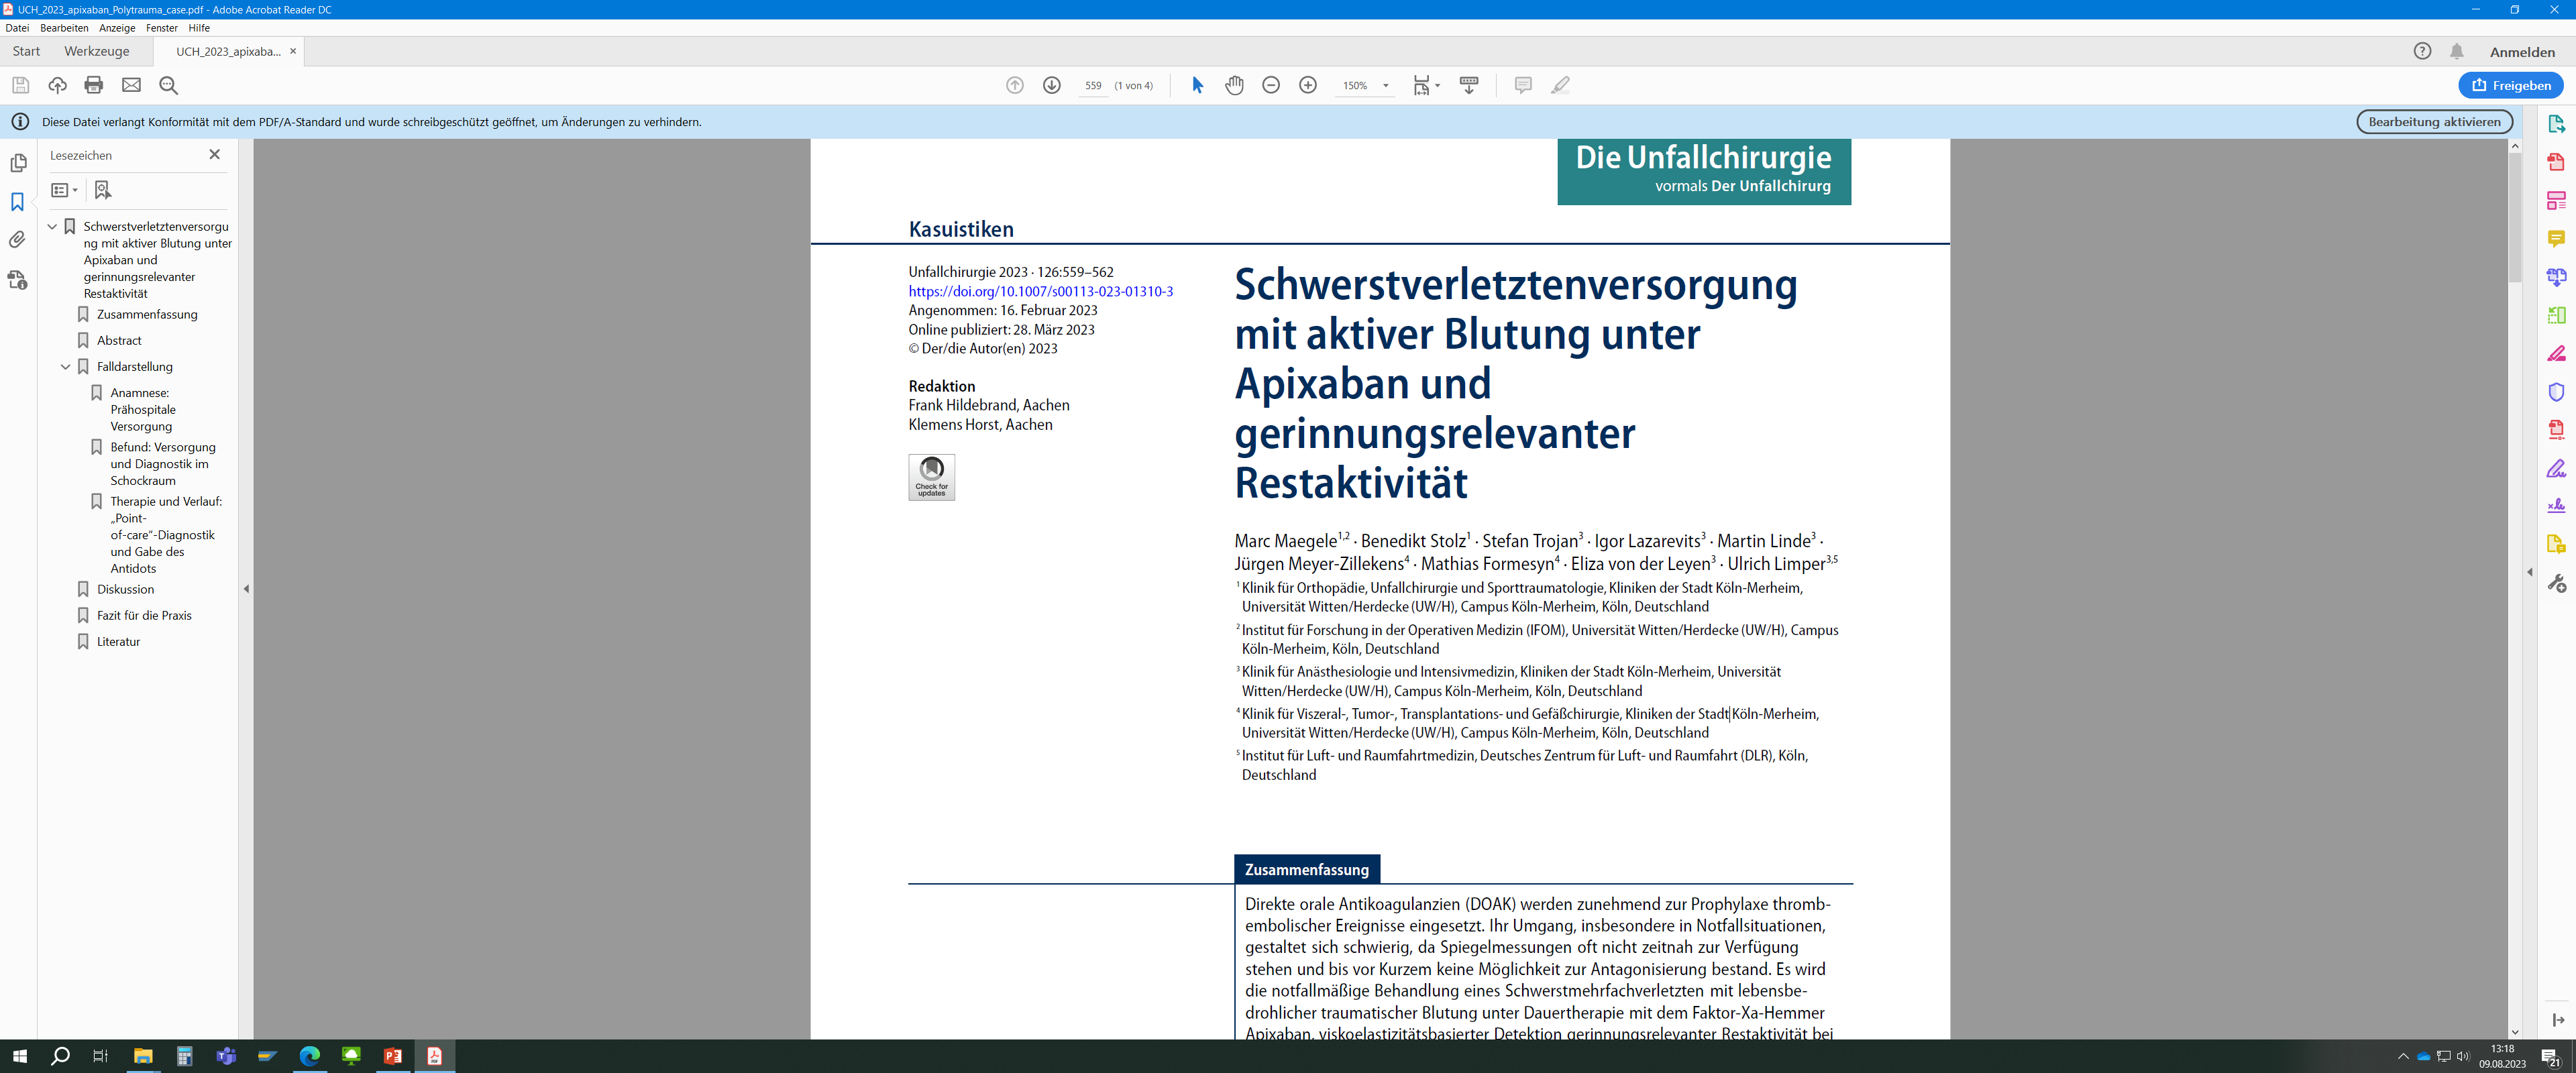 UCH_2023_apixaban_Polytrauma_case.pdf - Adobe Acrobat Reader DC
Datei Bearbeiten Anzeige Fenster Hilfe
Start Werkzeuge UCH_2023_apixaba... × Anmelden
559 (1 von 4) 150% Freigeben
Diese Datei verlangt Konformität mit dem PDF/A-Standard und wurde schreibgeschützt geöffnet, um Änderungen zu verhindern. Bearbeitung aktivieren
Lesezeichen
Schwerstverletztenversorgu
ng mit aktiver Blutung unter
Apixaban und
gerinnungsrelevanter
Restaktivität
Zusammenfassung
Abstract
Falldarstellung
Anamnese:
Prähospitale
Versorgung
Befund: Versorgung
und Diagnostik im
Schockraum
Therapie und Verlauf:
„Point-
of-care“-Diagnostik
und Gabe des
Antidots
Diskussion
Fazit für die Praxis
Literatur
Die Unfallchirurgie
vormals Der Unfallchirurg
Kasuistiken
Unfallchirurgie 2023 · 126:559–562
https://doi.org/10.1007/s00113-023-01310-3
Angenommen: 16. Februar 2023
Online publiziert: 28. März 2023
© Der/die Autor(en) 2023
Redaktion
Frank Hildebrand, Aachen
Klemens Horst, Aachen
Check for
updates
Schwerstverletztenversorgung
mit aktiver Blutung unter
Apixaban und
gerinnungsrelevanter
Restaktivität
Marc Maegele1,2 · Benedikt Stolz1 · Stefan Trojan3 · Igor Lazarevits3 · Martin Linde3 ·
Jürgen Meyer-Zillekens4 · Mathias Formesyn4 · Eliza von der Leyen3 · Ulrich Limper3,5
1 Klinik für Orthopädie, Unfallchirurgie und Sporttraumatologie, Kliniken der Stadt Köln-Merheim,
Universität Witten/Herdecke (UW/H), Campus Köln-Merheim, Köln, Deutschland
2 Institut für Forschung in der Operativen Medizin (IFOM), Universität Witten/Herdecke (UW/H), Campus
Köln-Merheim, Köln, Deutschland
3 Klinik für Anästhesiologie und Intensivmedizin, Kliniken der Stadt Köln-Merheim, Universität
Witten/Herdecke (UW/H), Campus Köln-Merheim, Köln, Deutschland
4 Klinik für Viszeral-, Tumor-, Transplantations- und Gefäßchirurgie, Kliniken der Stadt Köln-Merheim,
Universität Witten/Herdecke (UW/H), Campus Köln-Merheim, Köln, Deutschland
5 Institut für Luft- und Raumfahrtmedizin, Deutsches Zentrum für Luft- und Raumfahrt (DLR), Köln,
Deutschland
Zusammenfassung
Direkte orale Antikoagulanzien (DOAK) werden zunehmend zur Prophylaxe thromb-
embolischer Ereignisse eingesetzt. Ihr Umgang, insbesondere in Notfallsituationen,
gestaltet sich schwierig, da Spiegelmessungen oft nicht zeitnah zur Verfügung
stehen und bis vor Kurzem keine Möglichkeit zur Antagonisierung bestand. Es wird
die notfallmäßige Behandlung eines Schwerstmehrfachverletzten mit lebensbe-
drohlicher traumatischer Blutung unter Dauertherapie mit dem Faktor-Xa-Hemmer
Apixaban, viskoelastizitätsbasierter Detektion gerinnungsrelevanter Restaktivität bei
13:18
09.08.2023
21